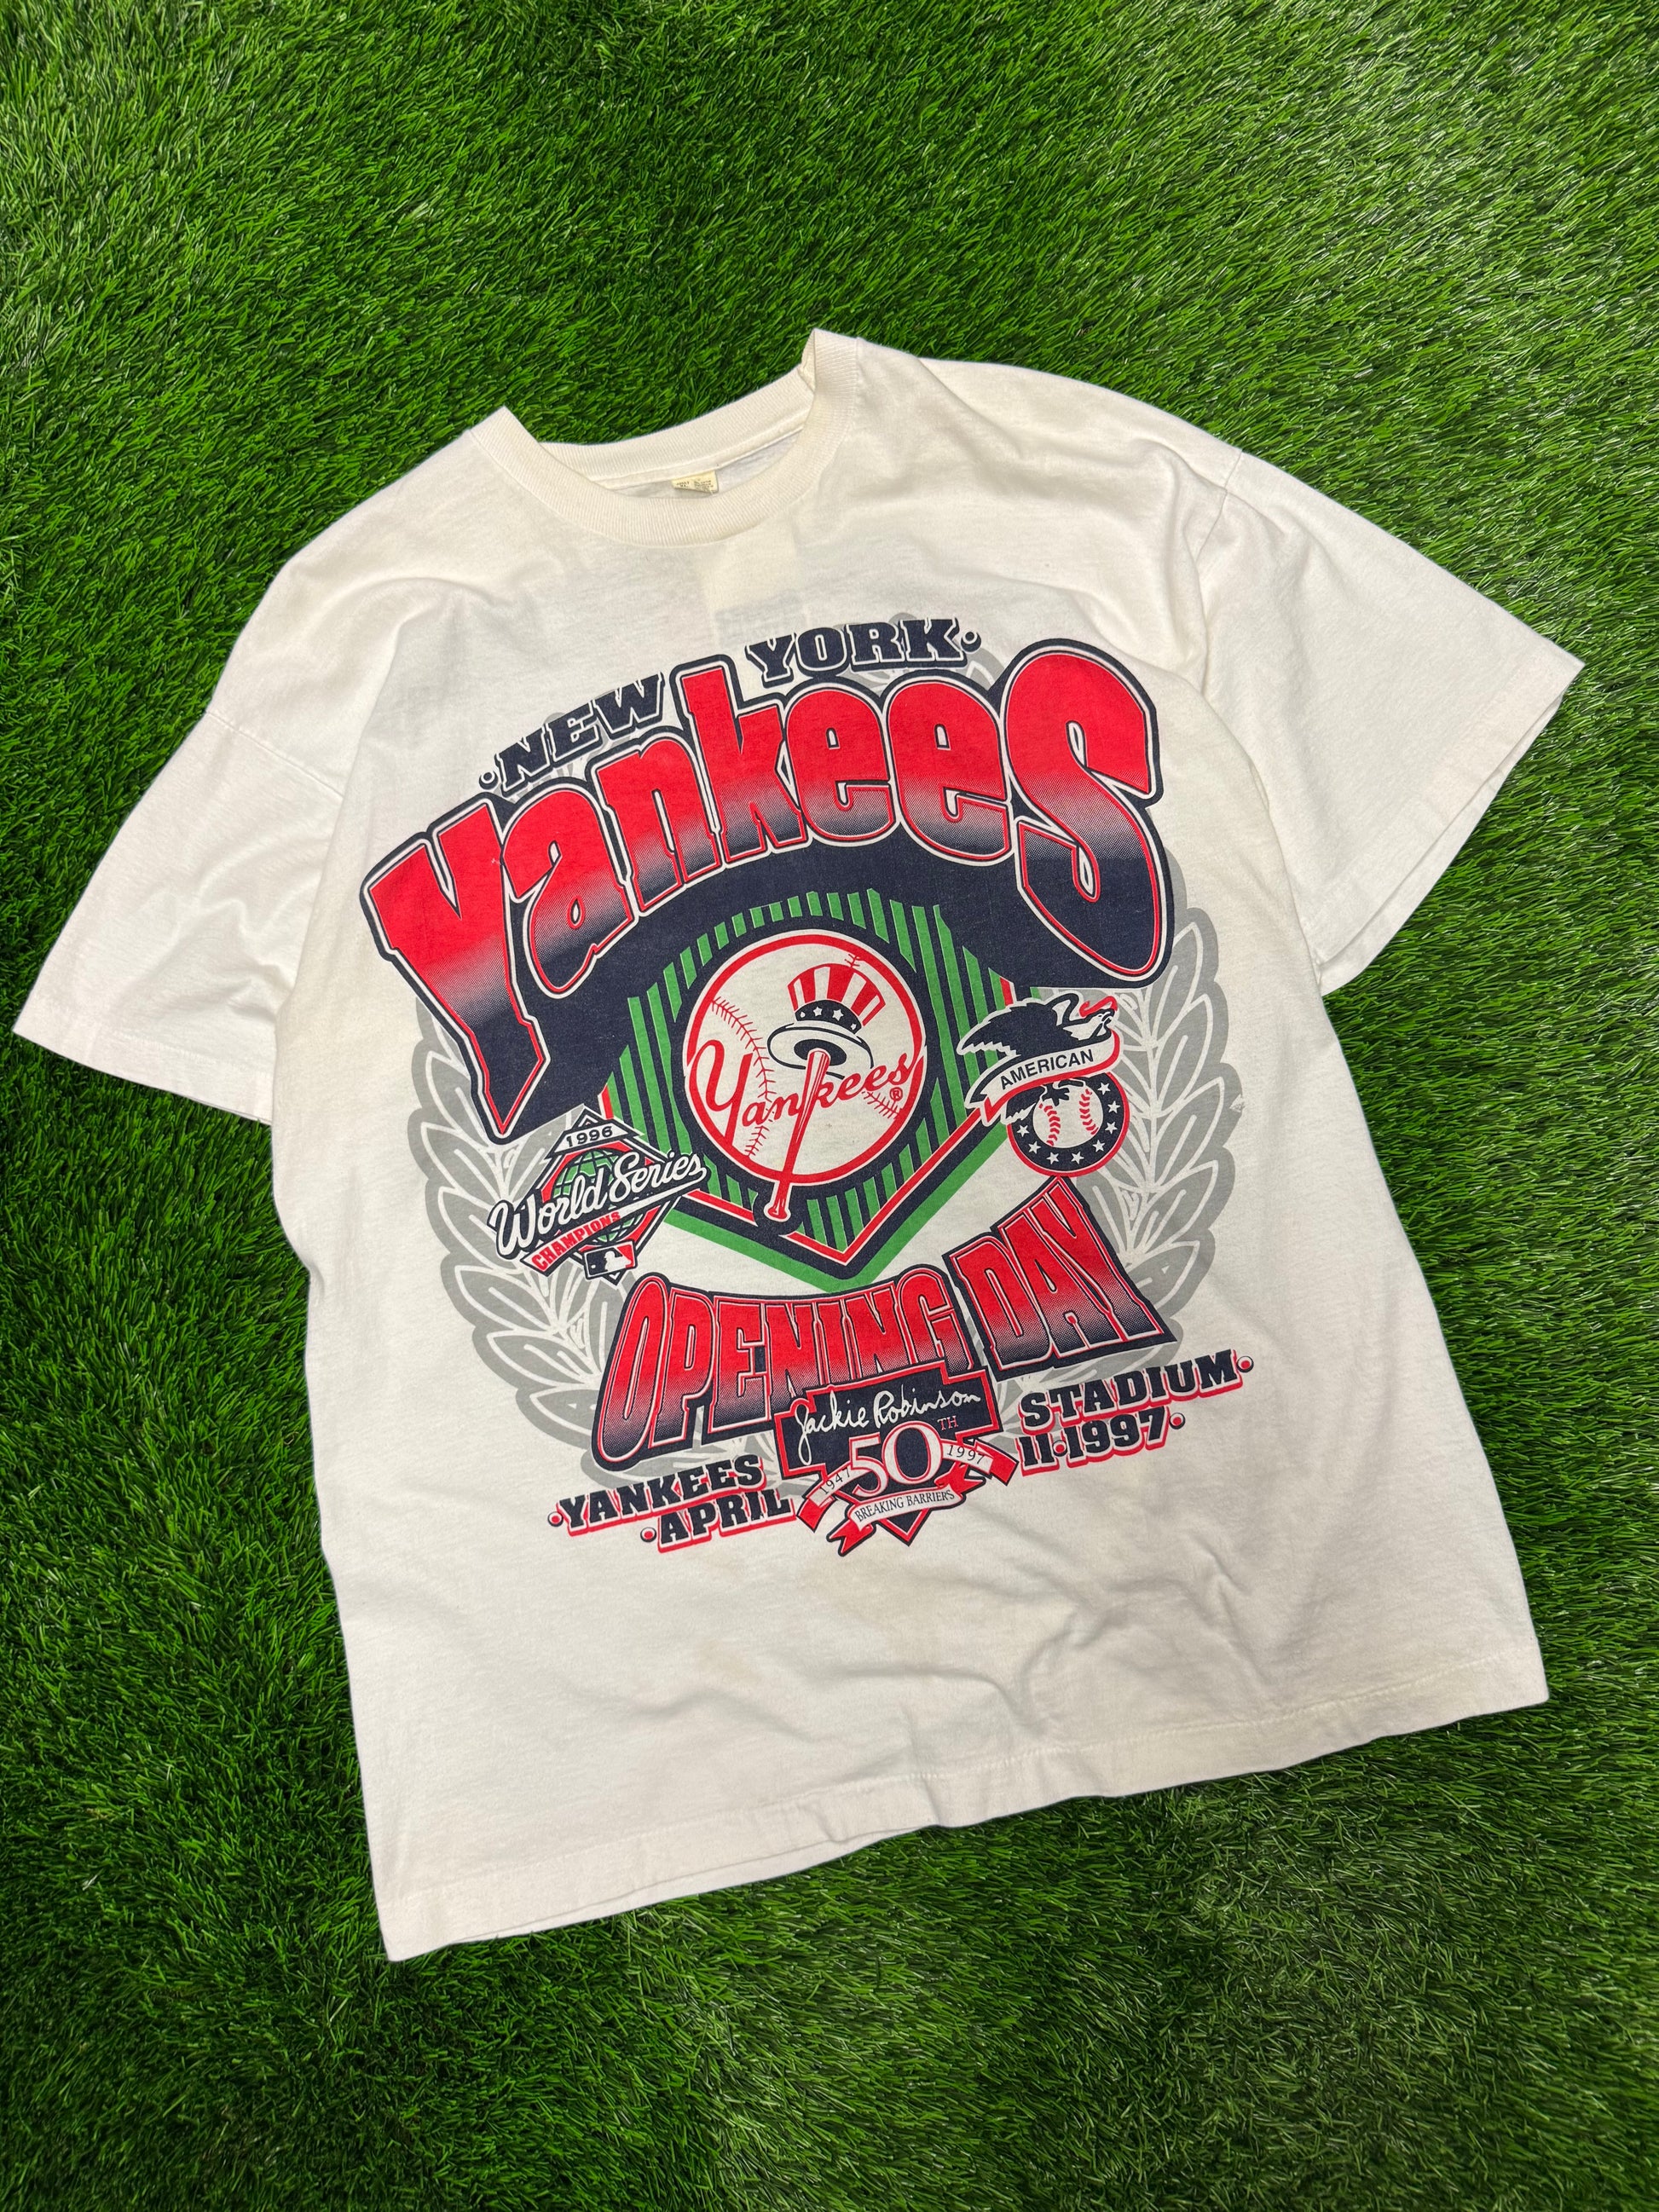 •NEW YORK•
Yankees
Yankees®
AMERICAN
1996
World Series
CHAMPIONS
OPENING DAY
Jackie Robinson
50TH
1947 1997
BREAKING BARRIERS
•YANKEES STADIUM•
•APRIL 11•1997•